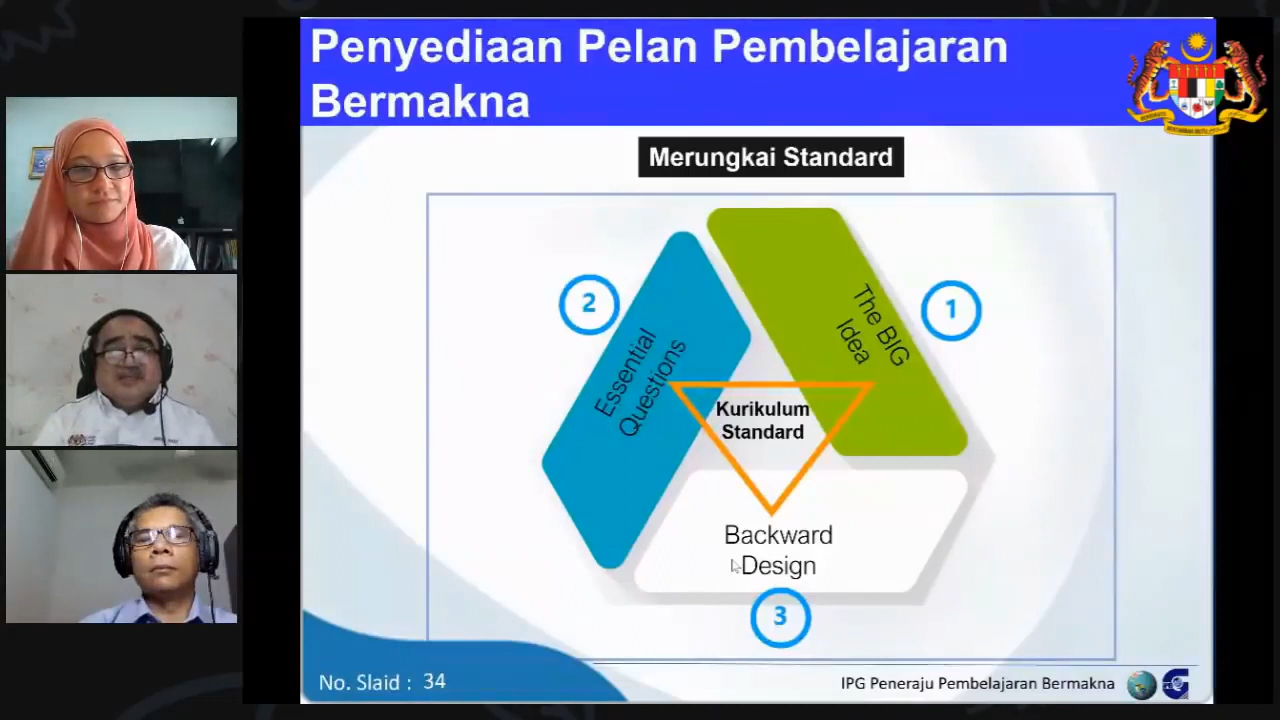 Penyediaan Pelan Pembelajaran
Bermakna
Merungkai Standard
2
1
The BIG
Idea
Essential
Questions
Kurikulum
Standard
Backward
Design
3
No. Slaid : 34
IPG Peneraju Pembelajaran Bermakna